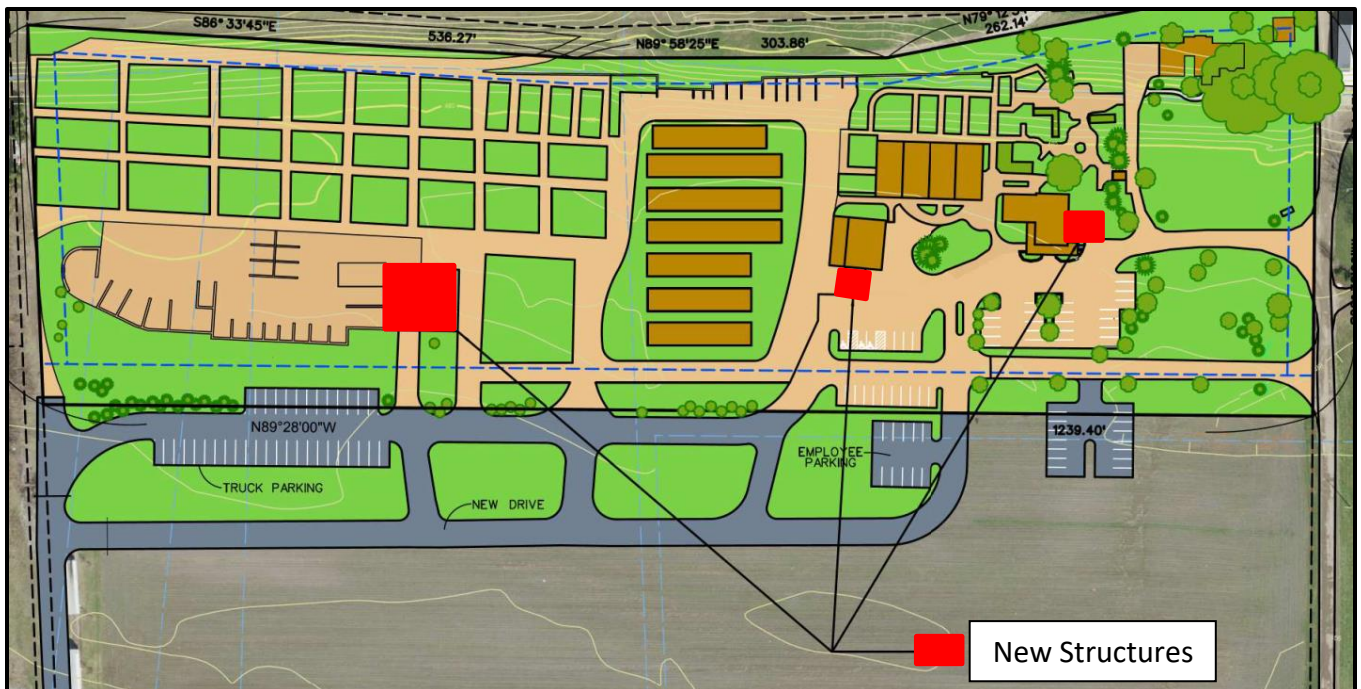 S86° 33'45"E
536.27'
N89° 58'25"E 303.86'
262.14'
N89°28'00"W
1239.40'
EMPLOYEE
PARKING
TRUCK PARKING
NEW DRIVE
New Structures